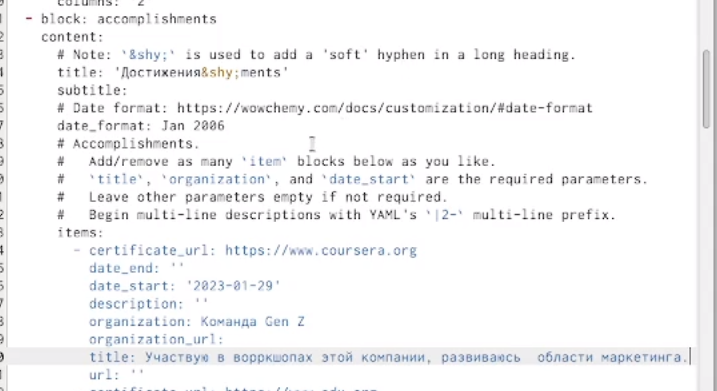 columns: '2'
- block: accomplishments
content:
# Note: `&shy;` is used to add a 'soft' hyphen in a long heading.
title: 'Достижения&shy;ments'
subtitle:
# Date format: https://wowchemy.com/docs/customization/#date-format
date_format: Jan 2006
# Accomplishments.
# Add/remove as many `item` blocks below as you like.
# `title`, `organization`, and `date_start` are the required parameters.
# Leave other parameters empty if not required.
# Begin multi-line descriptions with YAML's `|2-` multi-line prefix.
items:
- certificate_url: https://www.coursera.org
date_end: ''
date_start: '2023-01-29'
description: ''
organization: Команда Gen Z
organization_url:
title: Участвую в ворркшопах этой компании, развиваюсь области маркетинга.
url: ''